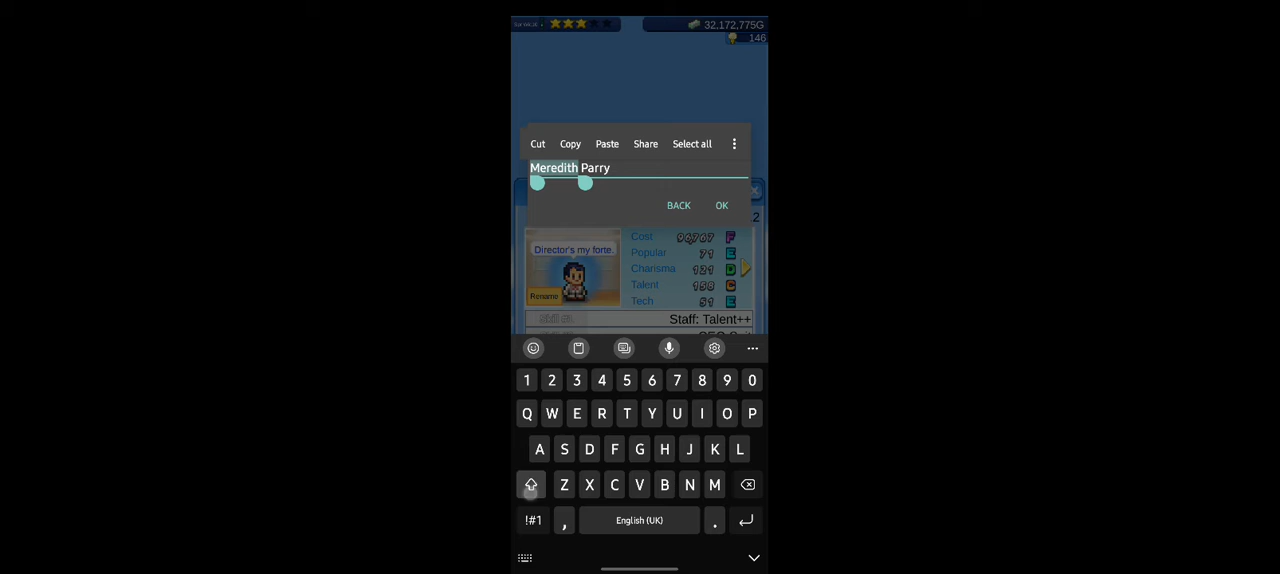 32,172,775G
146
Cut Copy Paste Share Select all
Meredith Parry
BACK OK
Director's my forte.
Rename
Cost 96,767 F
Popular 71 E
Charisma 121 D
Talent 158 C
Tech 51 E
Staff: Talent++
1 2 3 4 5 6 7 8 9 0
Q W E R T Y U I O P
A S D F G H J K L
Z X C V B N M
!#1 , English (UK) .